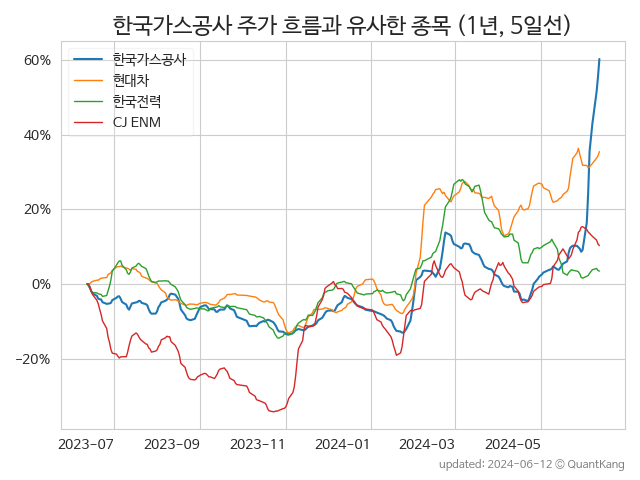 한국가스공사 주가 흐름과 유사한 종목 (1년, 5일선)
한국가스공사
현대차
한국전력
CJ ENM
60%
40%
20%
0%
−20%
2023-07 2023-09 2023-11 2024-01 2024-03 2024-05
updated: 2024-06-12 © QuantKang